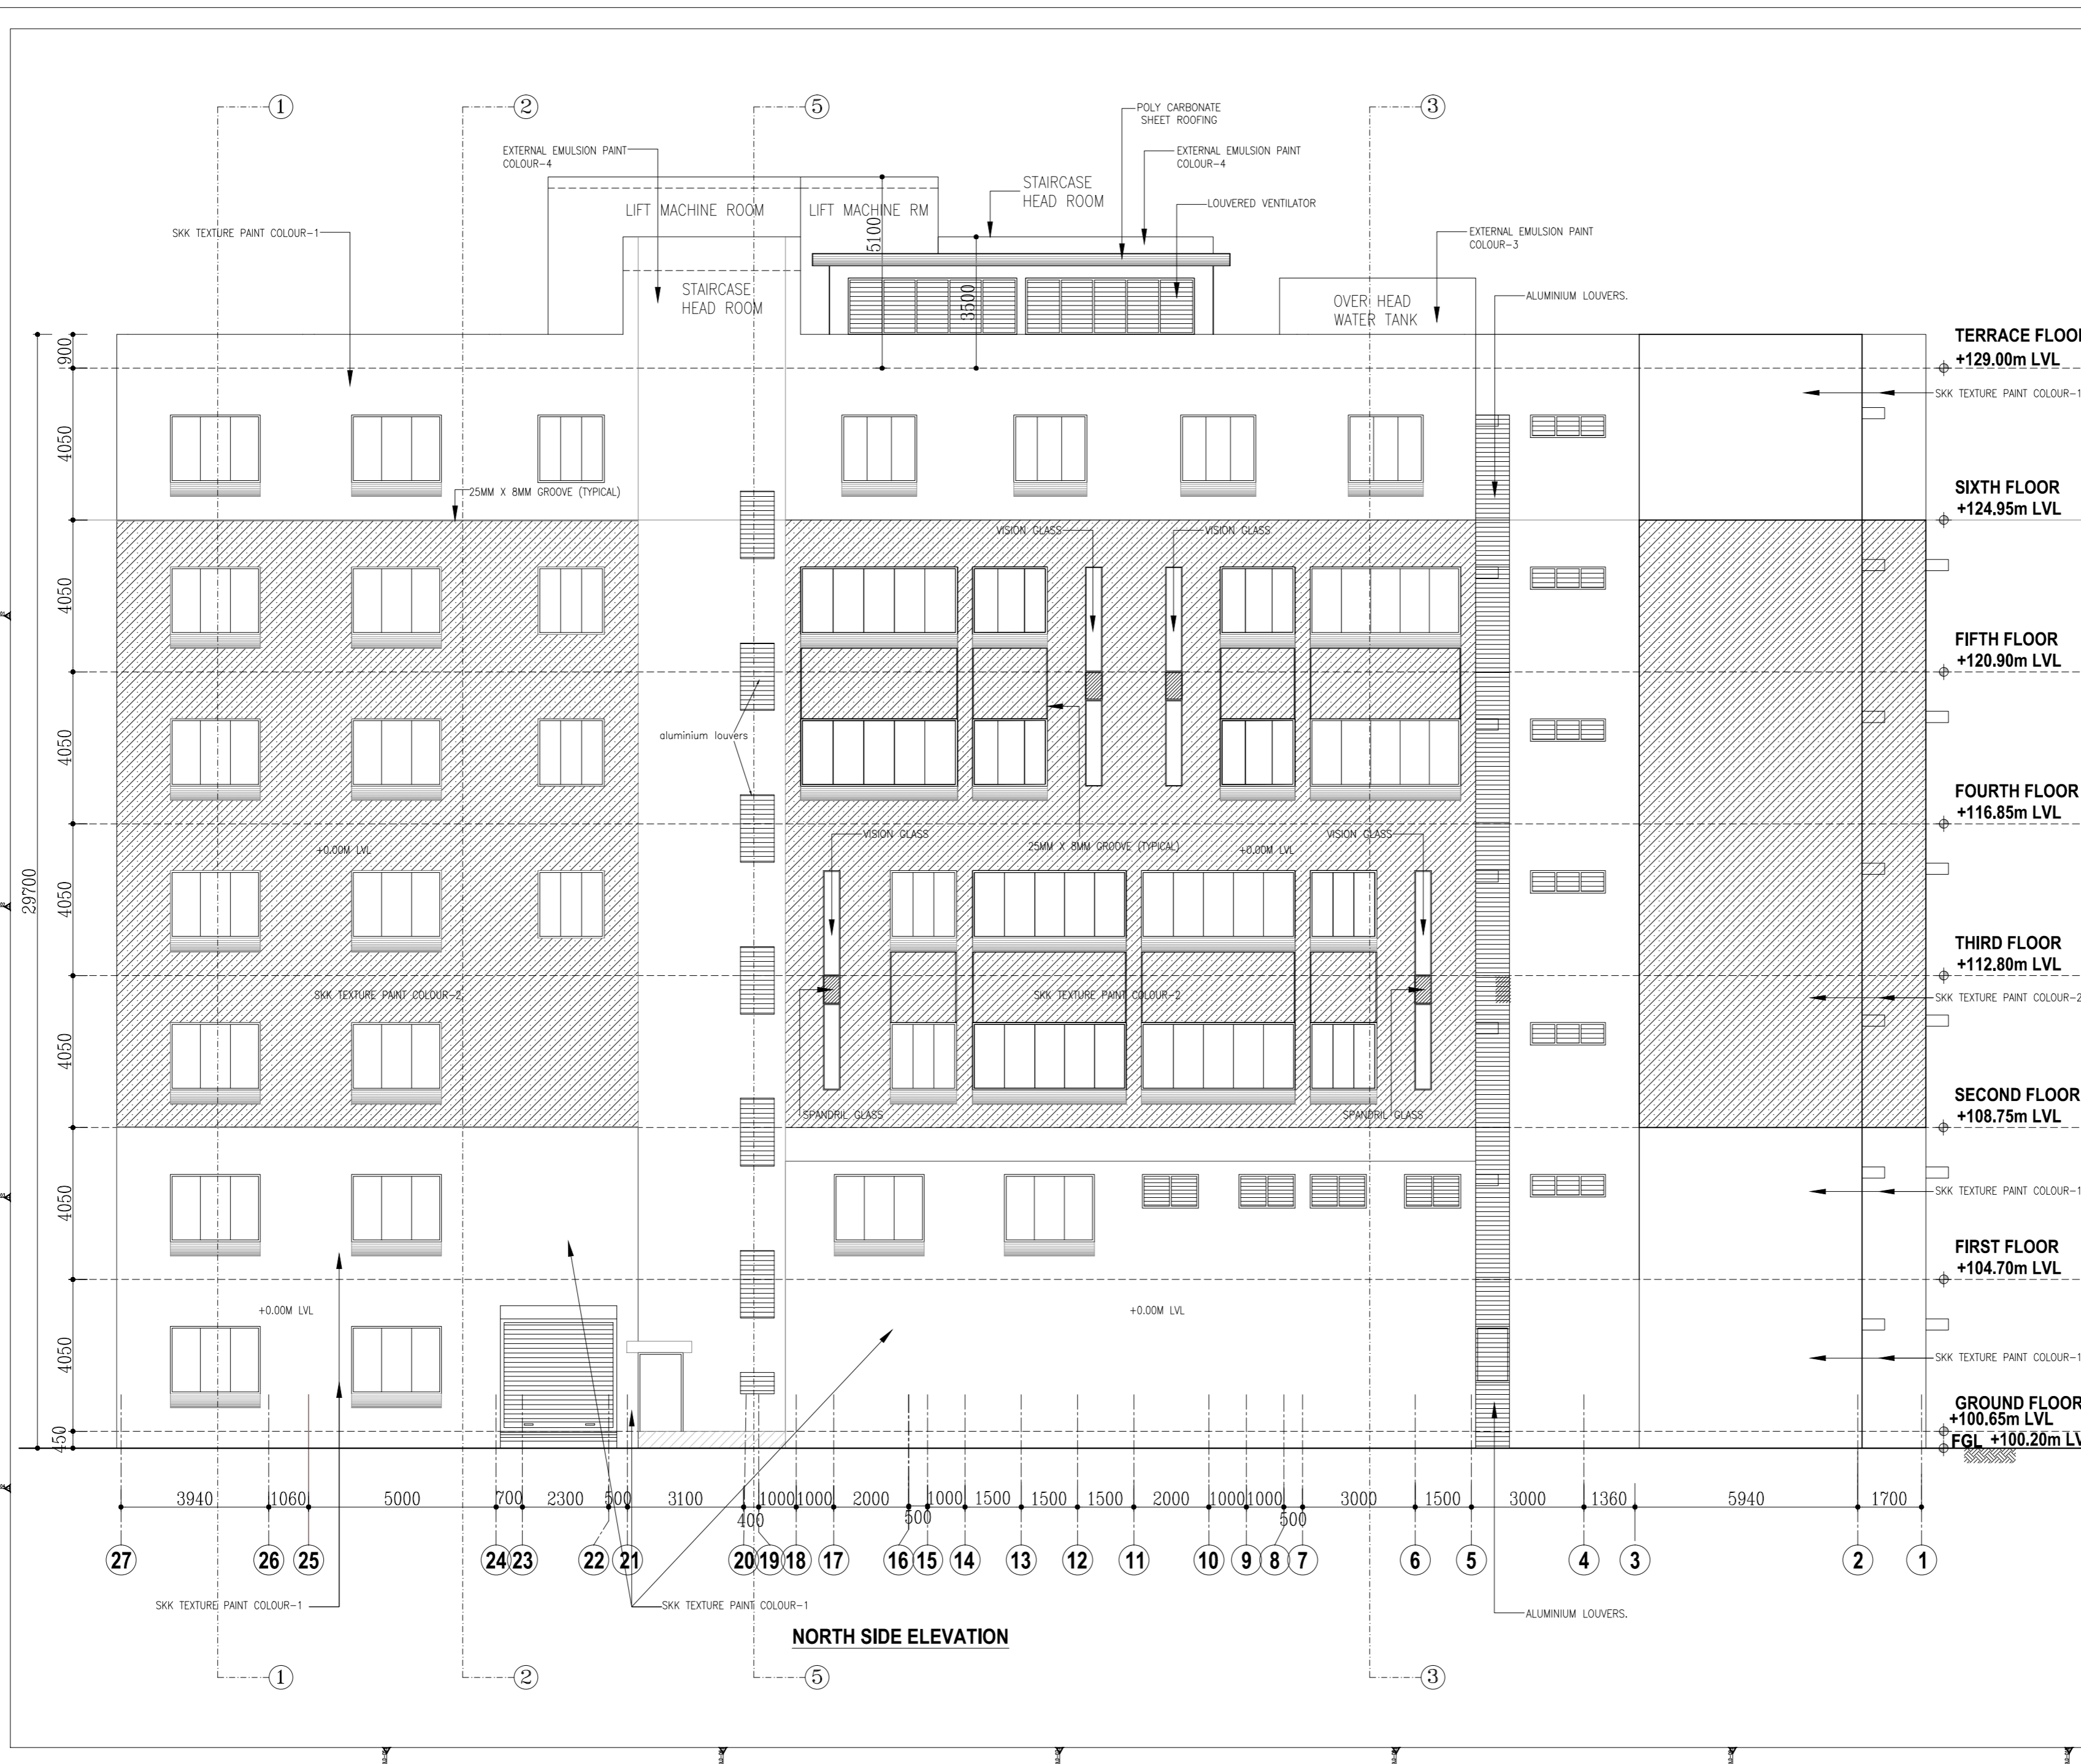 1
2
5
3
POLY CARBONATE
SHEET ROOFING
EXTERNAL EMULSION PAINT
COLOUR-4
EXTERNAL EMULSION PAINT
COLOUR-4
STAIRCASE
HEAD ROOM
LIFT MACHINE ROOM
LIFT MACHINE RM
LOUVERED VENTILATOR
SKK TEXTURE PAINT COLOUR-1
5100
EXTERNAL EMULSION PAINT
COLOUR-3
STAIRCASE
HEAD ROOM
3500
OVER HEAD
WATER TANK
ALUMINIUM LOUVERS.
900
TERRACE FLOOR
+129.00m LVL
SKK TEXTURE PAINT COLOUR-1
4050
25MM X 8MM GROOVE (TYPICAL)
SIXTH FLOOR
+124.95m LVL
VISION GLASS
VISION GLASS
4050
FIFTH FLOOR
+120.90m LVL
aluminium louvers
4050
FOURTH FLOOR
+116.85m LVL
VISION GLASS
25MM X 8MM GROOVE (TYPICAL)
VISION GLASS
+0.00M LVL
+0.00M LVL
29700
4050
THIRD FLOOR
+112.80m LVL
SKK TEXTURE PAINT COLOUR-2
SKK TEXTURE PAINT COLOUR-2
SKK TEXTURE PAINT COLOUR-2
4050
SECOND FLOOR
+108.75m LVL
SPANDRIL GLASS
SPANDRIL GLASS
4050
SKK TEXTURE PAINT COLOUR-1
FIRST FLOOR
+104.70m LVL
+0.00M LVL
+0.00M LVL
4050
SKK TEXTURE PAINT COLOUR-1
GROUND FLOOR
+100.65m LVL
450
FGL +100.20m LV
3940 1060 5000 700 2300 500 3100 400 1000 1000 2000 500 1000 1500 1500 1500 2000 1000 1000 500 3000 1500 3000 1360 5940 1700
27 26 25 24 23 22 21 20 19 18 17 16 15 14 13 12 11 10 9 8 7 6 5 4 3 2 1
SKK TEXTURE PAINT COLOUR-1
SKK TEXTURE PAINT COLOUR-1
ALUMINIUM LOUVERS.
NORTH SIDE ELEVATION
1
2
5
3